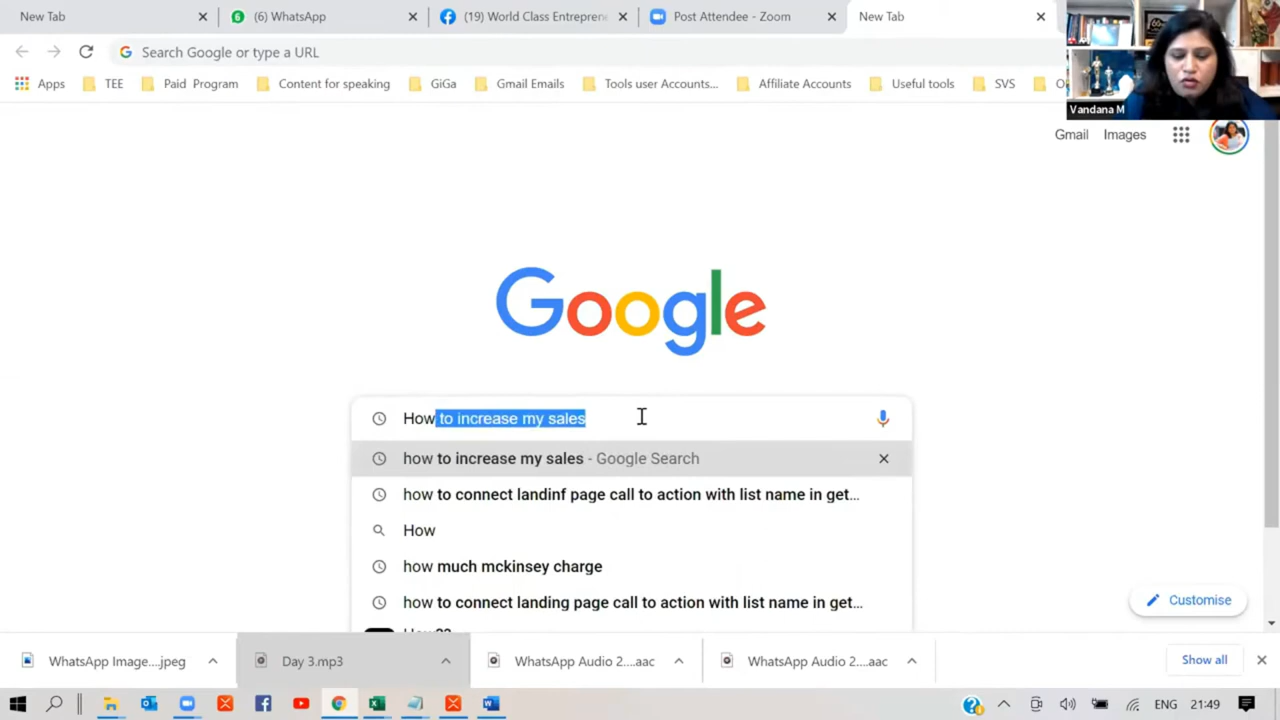 New Tab
(6) WhatsApp
(19) World Class Entrepren
Post Attendee - Zoom
New Tab
Search Google or type a URL
Apps
TEE
Paid Program
Content for speaking
GiGa
Gmail Emails
Tools user Accounts...
Affiliate Accounts
Useful tools
SVS
Vandana M
Gmail
Images
Google
How to increase my sales
how to increase my sales - Google Search
how to connect landinf page call to action with list name in get...
How
how much mckinsey charge
how to connect landing page call to action with list name in get...
Customise
WhatsApp Image....jpeg
Day 3.mp3
WhatsApp Audio 2....aac
WhatsApp Audio 2....aac
Show all
ENG
21:49